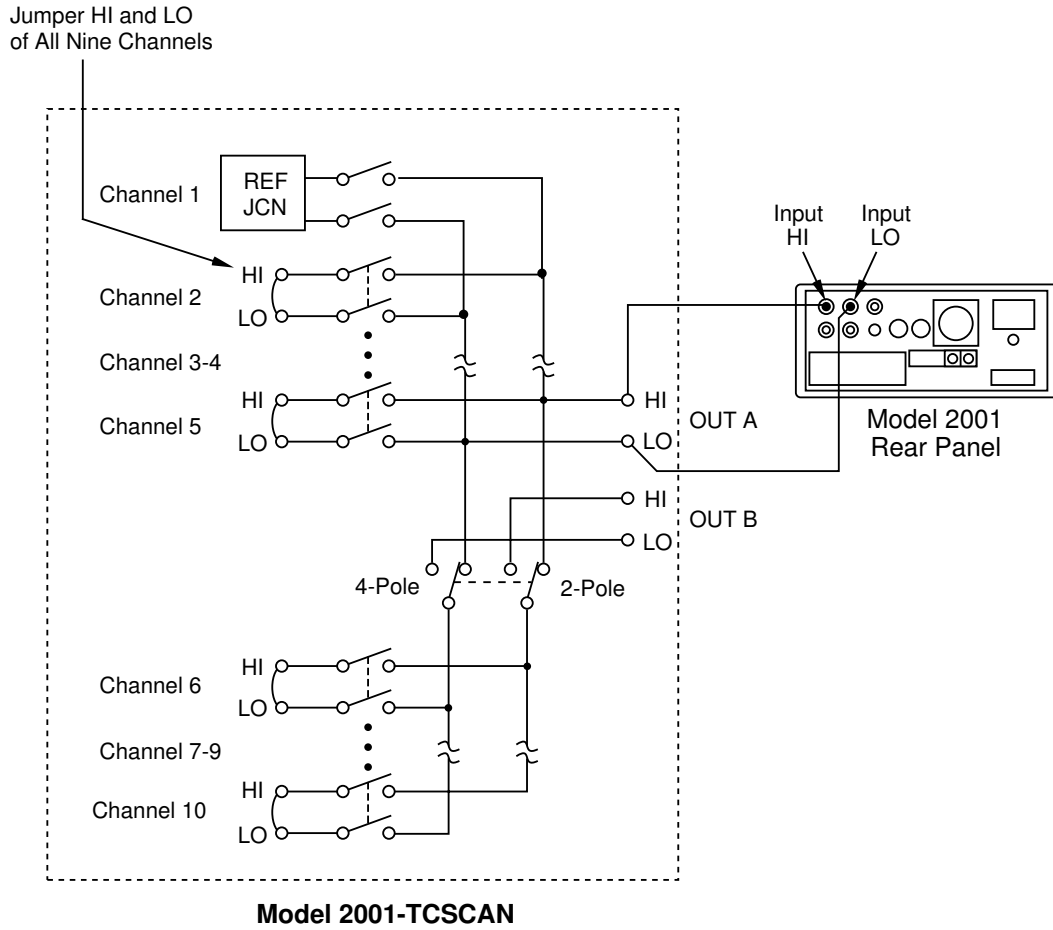 Jumper HI and LO
of All Nine Channels
Channel 1
REF
JCN
Input
HI
Input
LO
HI
Channel 2
LO
Channel 3-4
HI
Channel 5
LO
HI
OUT A
LO
Model 2001
Rear Panel
HI
OUT B
LO
4-Pole
2-Pole
HI
Channel 6
LO
Channel 7-9
HI
Channel 10
LO
Model 2001-TCSCAN